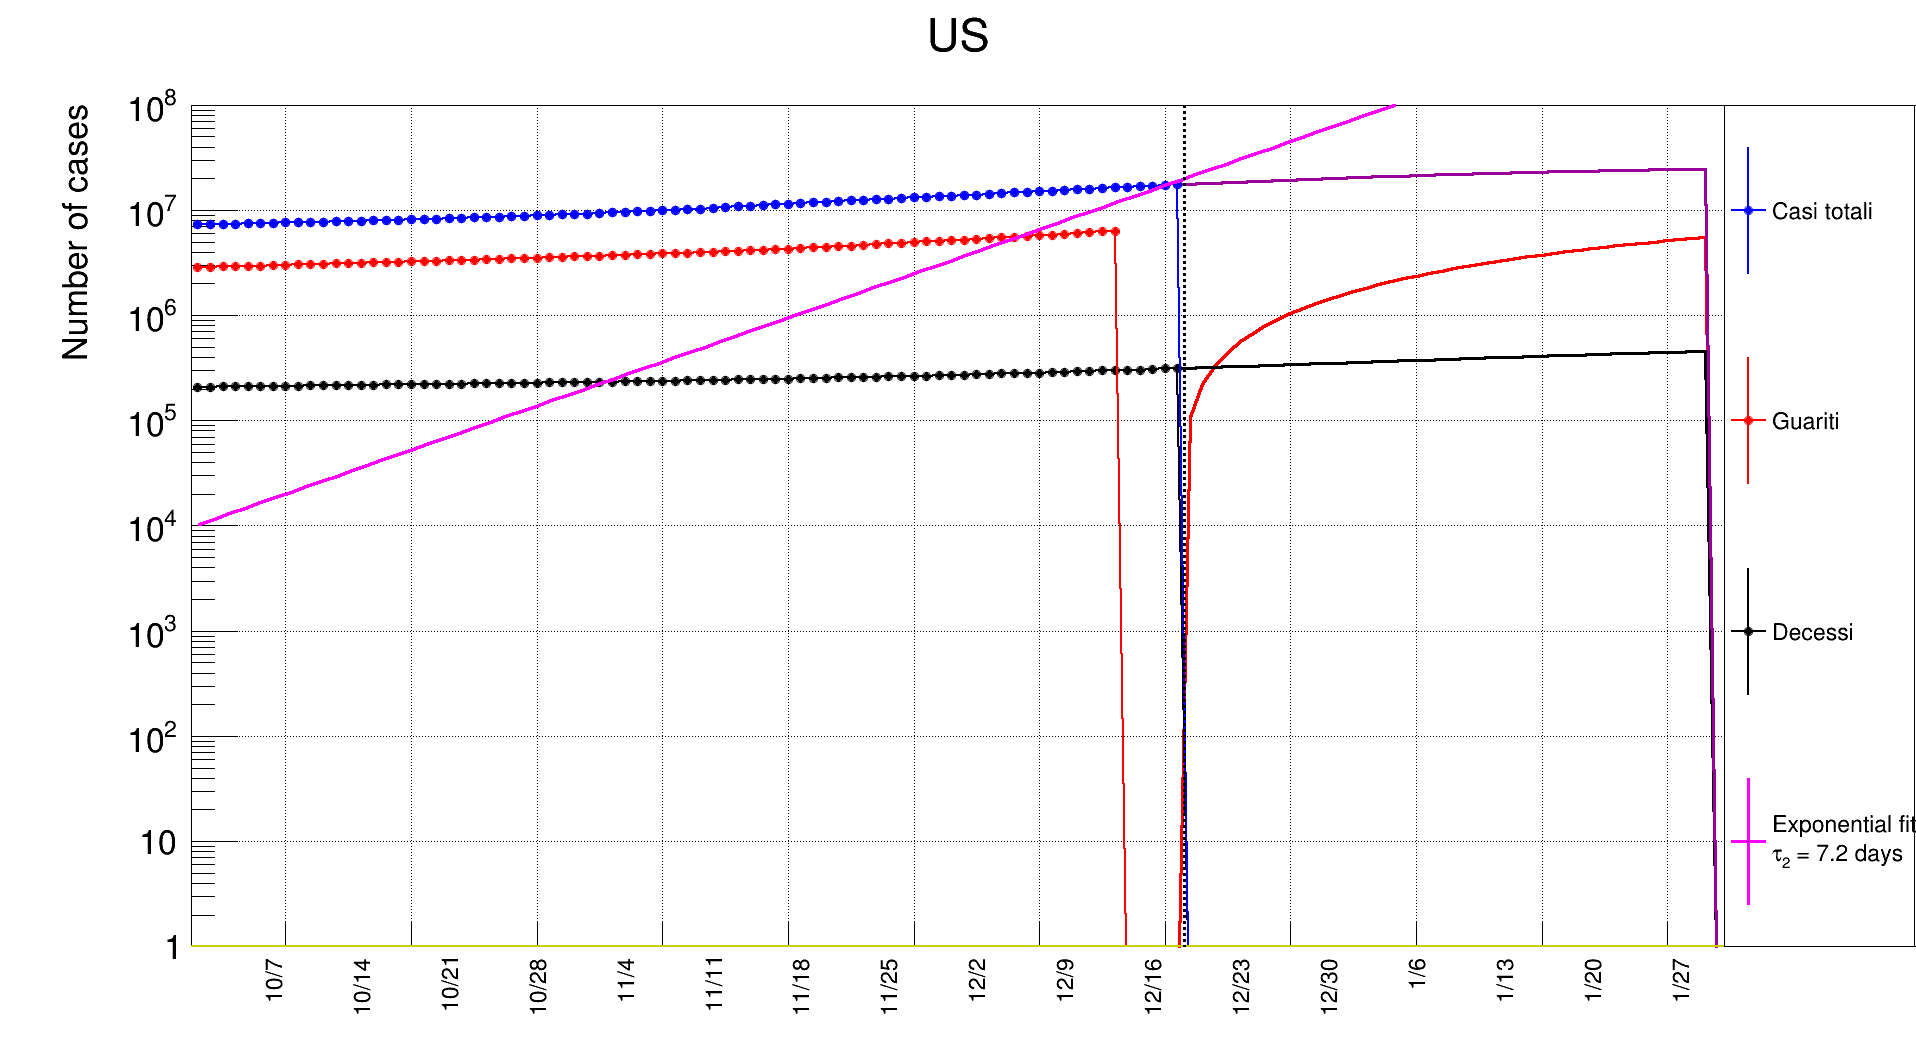 US
Number of cases
10^8
10^7
10^6
10^5
10^4
10^3
10^2
10
1
10/7 10/14 10/21 10/28 11/4 11/11 11/18 11/25 12/2 12/9 12/16 12/23 12/30 1/6 1/13 1/20 1/27
Casi totali
Guariti
Decessi
Exponential fit
τ₂ = 7.2 days